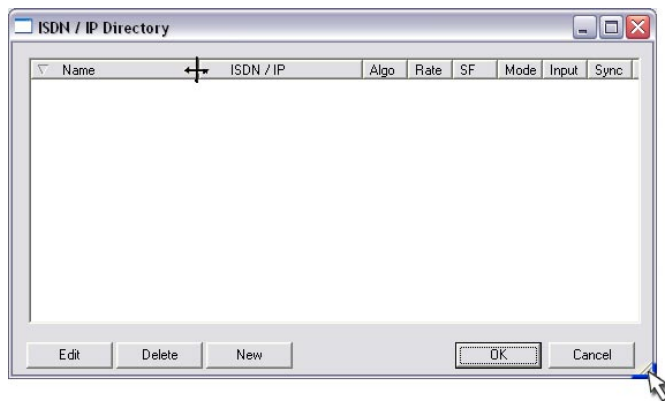 ISDN / IP Directory
Name ISDN / IP Algo Rate SF Mode Input Sync
Edit Delete New OK Cancel